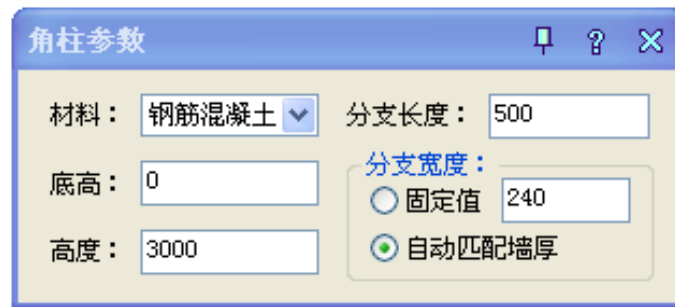 角柱参数
材料： 钢筋混凝土 分支长度： 500
底高： 0
分支宽度：
固定值 240
高度： 3000
自动匹配墙厚